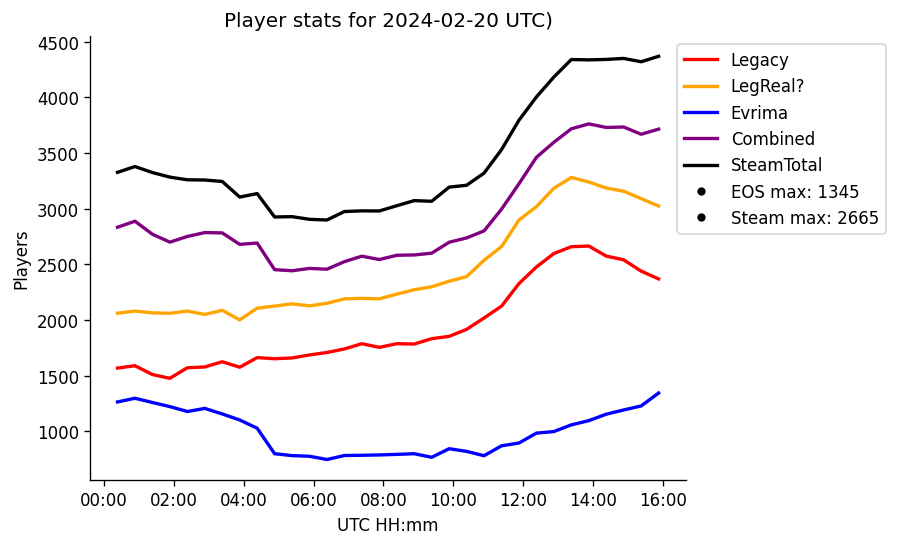 Player stats for 2024-02-20 UTC)
4500
4000
3500
3000
2500
2000
1500
1000
Players
00:00 02:00 04:00 06:00 08:00 10:00 12:00 14:00 16:00
UTC HH:mm
Legacy
LegReal?
Evrima
Combined
SteamTotal
EOS max: 1345
Steam max: 2665